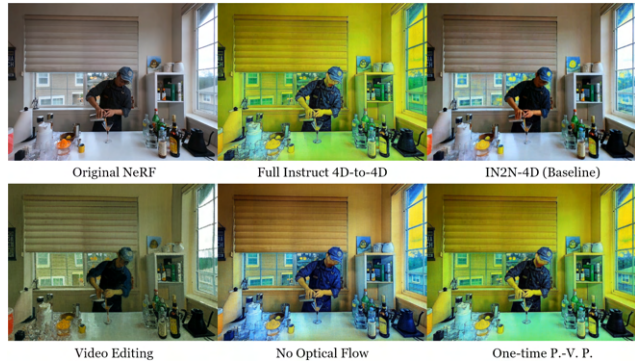 Original NeRF
Full Instruct 4D-to-4D
IN2N-4D (Baseline)
Video Editing
No Optical Flow
One-time P.-V. P.